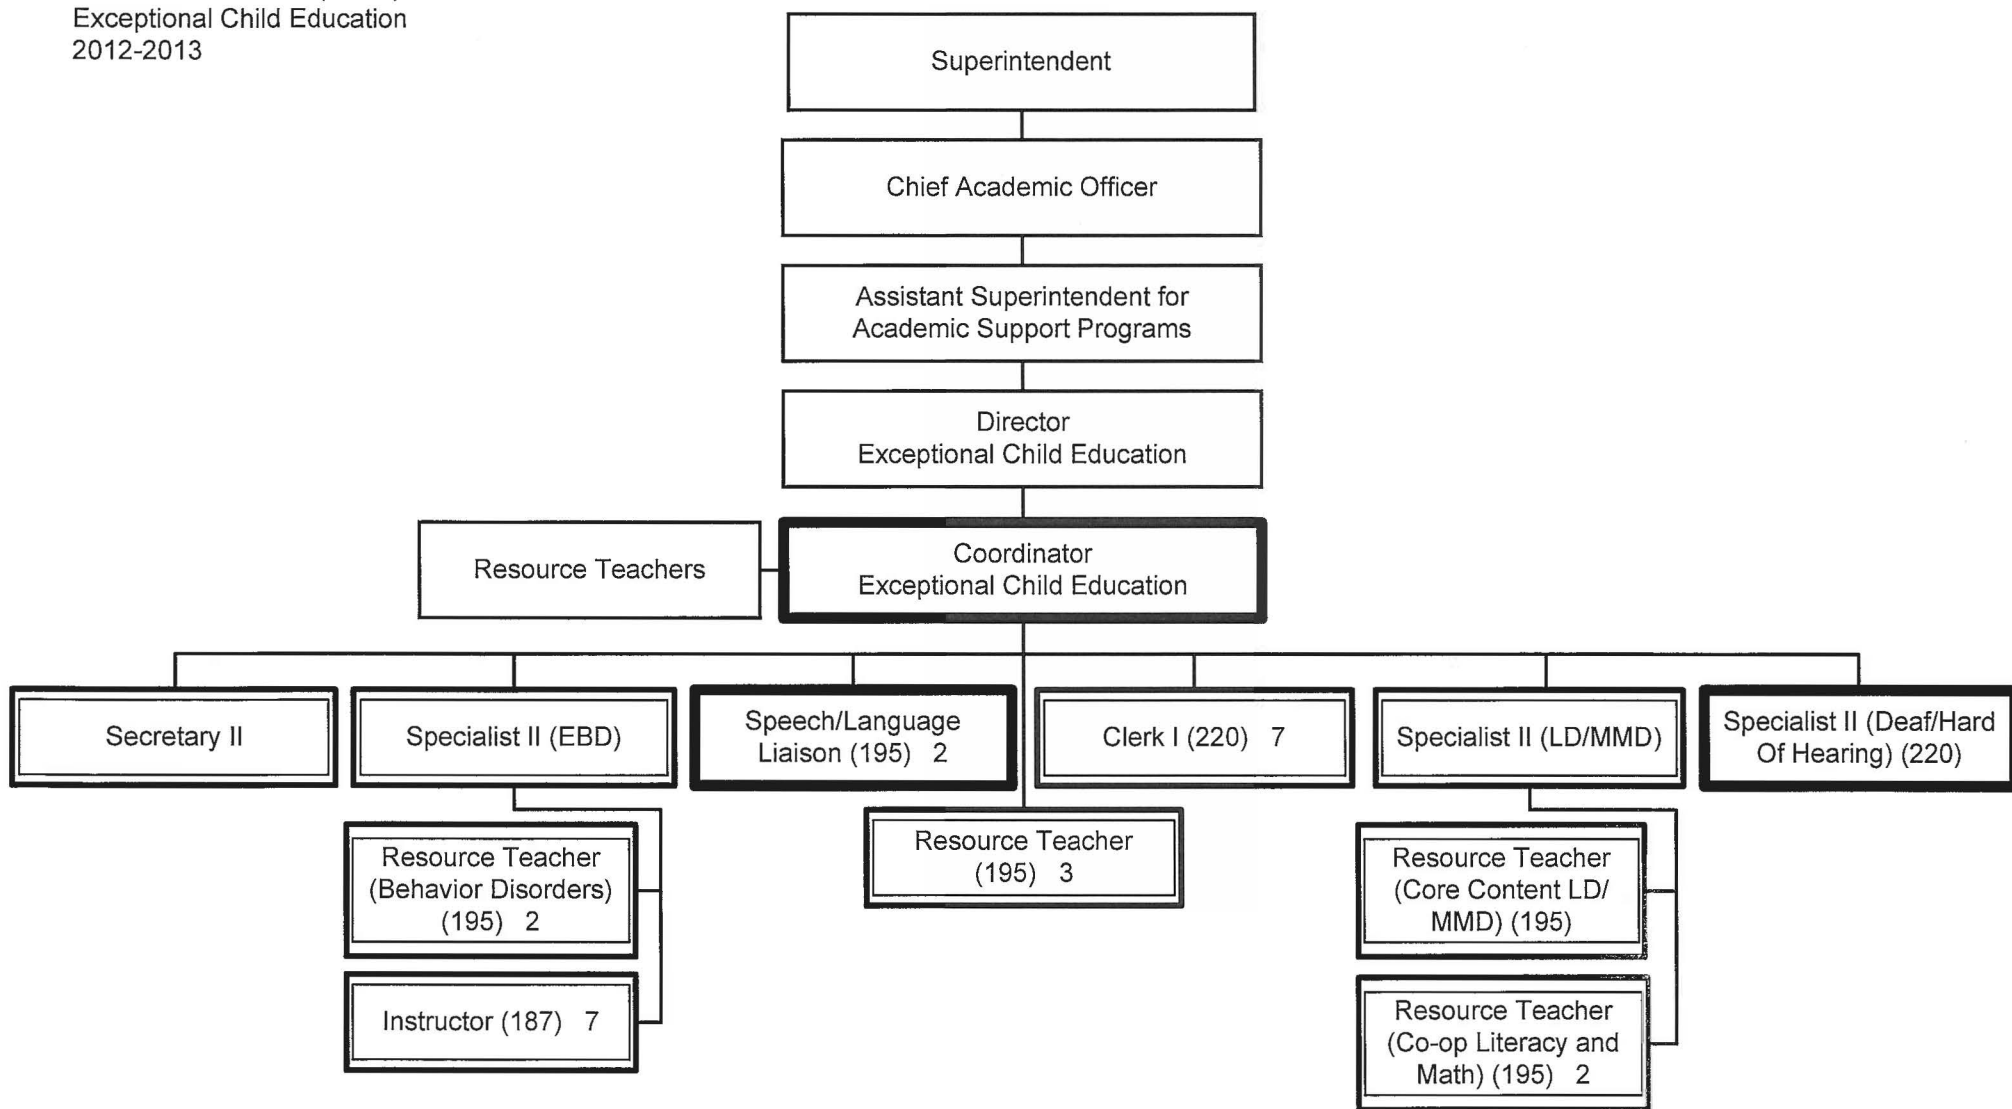 Exceptional Child Education
2012-2013
Superintendent
Chief Academic Officer
Assistant Superintendent for
Academic Support Programs
Director
Exceptional Child Education
Resource Teachers
Coordinator
Exceptional Child Education
Secretary II
Specialist II (EBD)
Speech/Language
Liaison (195) 2
Clerk I (220) 7
Specialist II (LD/MMD)
Specialist II (Deaf/Hard
Of Hearing) (220)
Resource Teacher
(Behavior Disorders)
(195) 2
Instructor (187) 7
Resource Teacher
(195) 3
Resource Teacher
(Core Content LD/
MMD) (195)
Resource Teacher
(Co-op Literacy and
Math) (195) 2